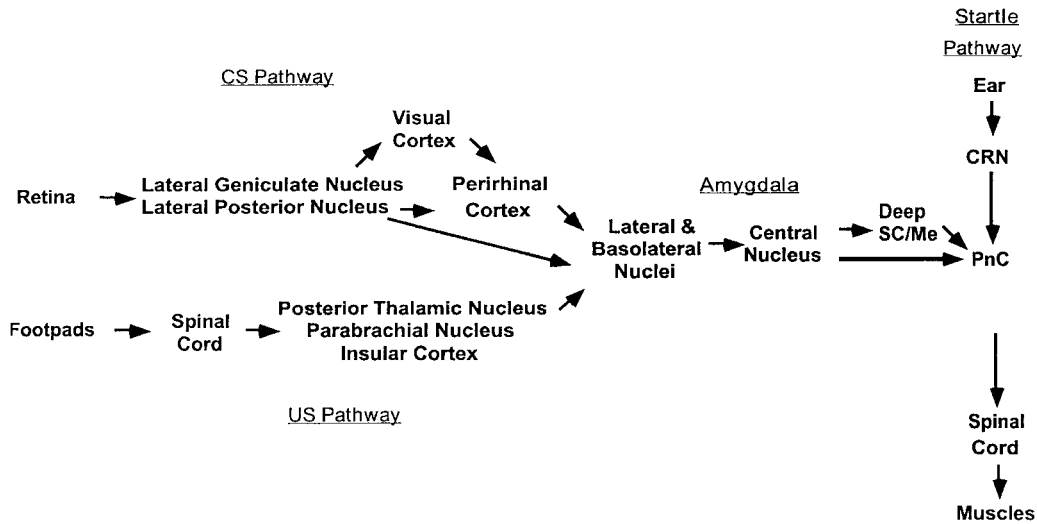 Startle
Pathway
CS Pathway
Ear
Visual
Cortex
CRN
Retina
Lateral Geniculate Nucleus
Lateral Posterior Nucleus
Perirhinal
Cortex
Amygdala
Lateral &
Basolateral
Nuclei
Central
Nucleus
Deep
SC/Me
PnC
Footpads
Spinal
Cord
Posterior Thalamic Nucleus
Parabrachial Nucleus
Insular Cortex
US Pathway
Spinal
Cord
Muscles